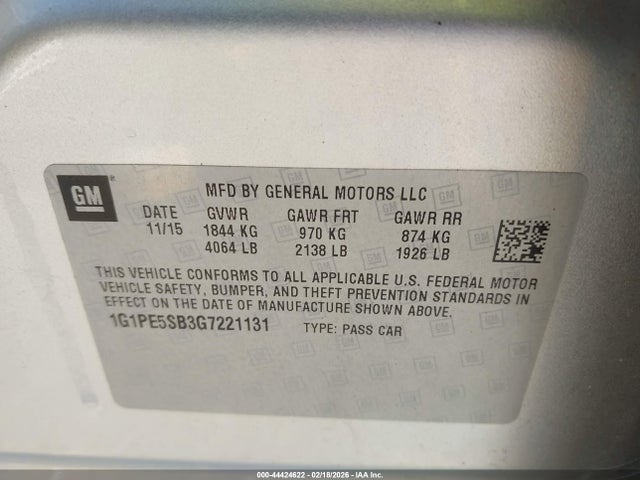 GM ®
MFD BY GENERAL MOTORS LLC
DATE GVWR GAWR FRT GAWR RR
11/15 1844 KG 970 KG 874 KG
4064 LB 2138 LB 1926 LB
THIS VEHICLE CONFORMS TO ALL APPLICABLE U.S. FEDERAL MOTOR
VEHICLE SAFETY, BUMPER, AND THEFT PREVENTION STANDARDS IN
EFFECT ON THE DATE OF MANUFACTURE SHOWN ABOVE.
1G1PE5SB3G7221131 TYPE: PASS CAR
000-44424622 - 02/18/2026 - IAA Inc.